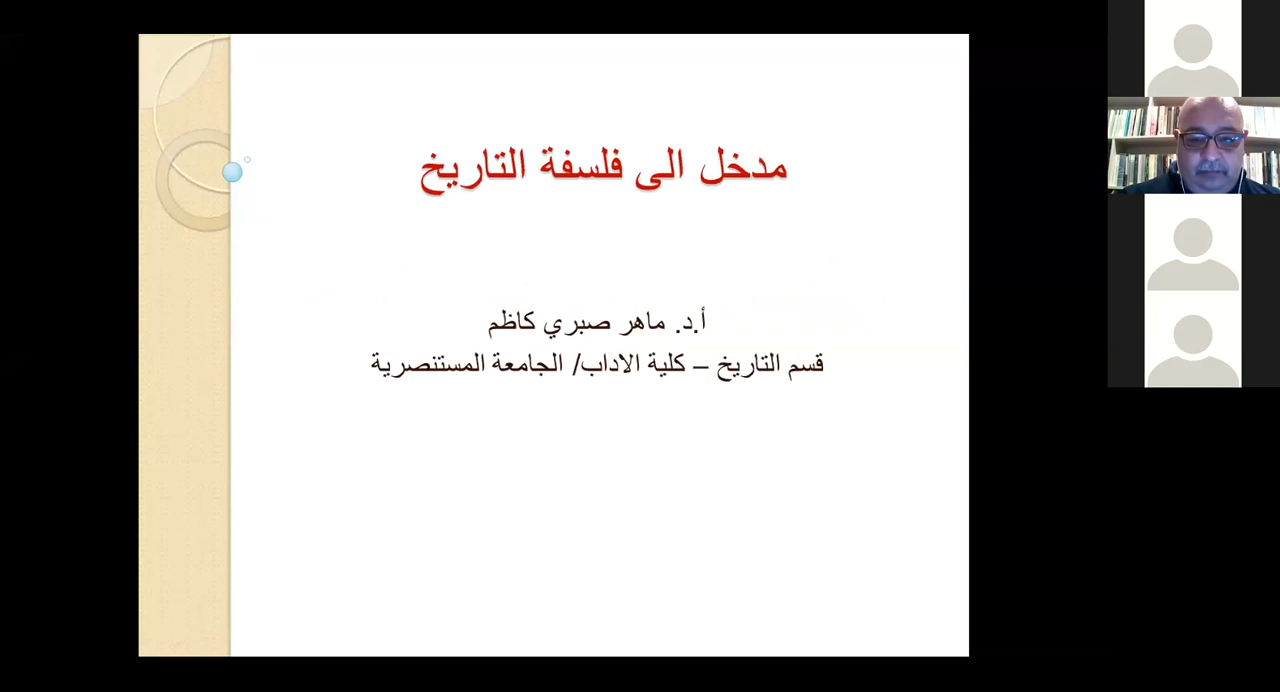 مدخل الى فلسفة التاريخ
أ.د. ماهر صبري كاظم
قسم التاريخ – كلية الاداب/ الجامعة المستنصرية